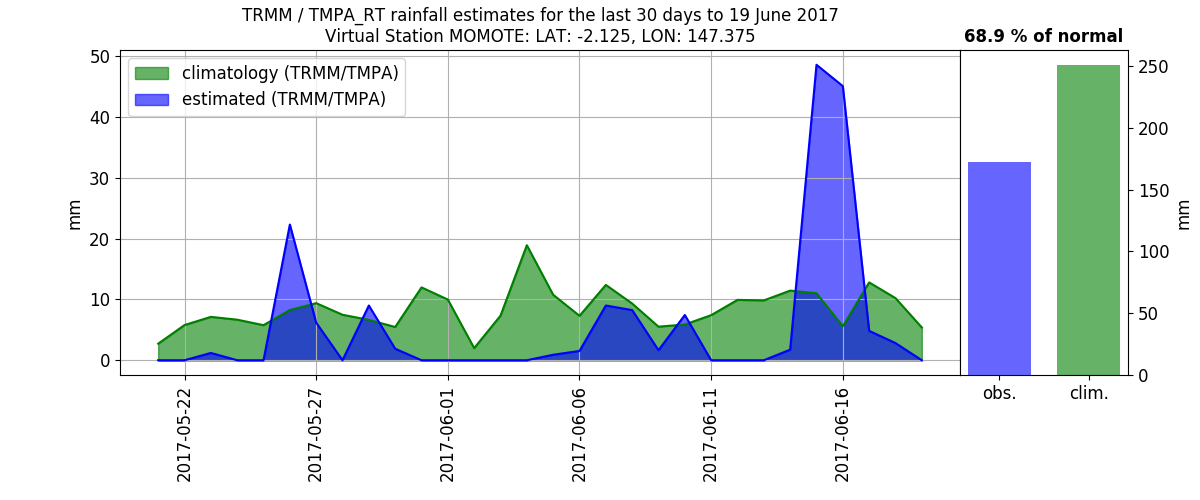 TRMM / TMPA_RT rainfall estimates for the last 30 days to 19 June 2017
Virtual Station MOMOTE: LAT: -2.125, LON: 147.375
68.9 % of normal
climatology (TRMM/TMPA)
estimated (TRMM/TMPA)
50
40
30
20
10
0
mm
2017-05-22
2017-05-27
2017-06-01
2017-06-06
2017-06-11
2017-06-16
obs.
clim.
250
200
150
100
50
0
mm